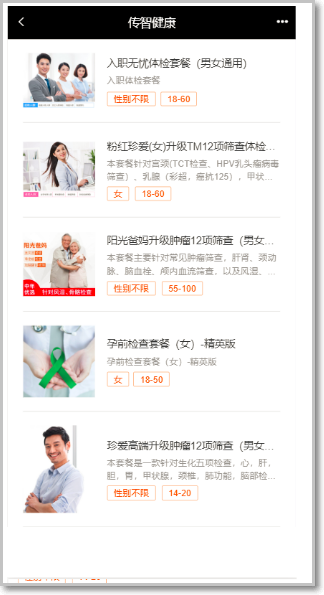 传智健康
入职无忧体检套餐（男女通用）
入职体检套餐
性别不限 18-60
粉红珍爱(女)升级TM12项筛查体检...
本套餐针对宫颈(TCT检查、HPV乳头瘤病毒
筛查）、乳腺（彩超，癌抗125），甲状...
女 18-60
阳光爸妈升级肿瘤12项筛查（男女...
本套餐主要针对常见肿瘤筛查，肝肾、颈动
脉、脑血栓、颅内血流筛查，以及风湿、...
性别不限 55-100
阳光爸妈
针对风湿、骨骼检查
孕前检查套餐（女）-精英版
孕前检查套餐（女）-精英版
女 18-50
珍爱高端升级肿瘤12项筛查（男女...
本套餐是一款针对生化五项检查，心，肝，
胆，胃，甲状腺，颈椎，肺功能，脑部检...
性别不限 14-20